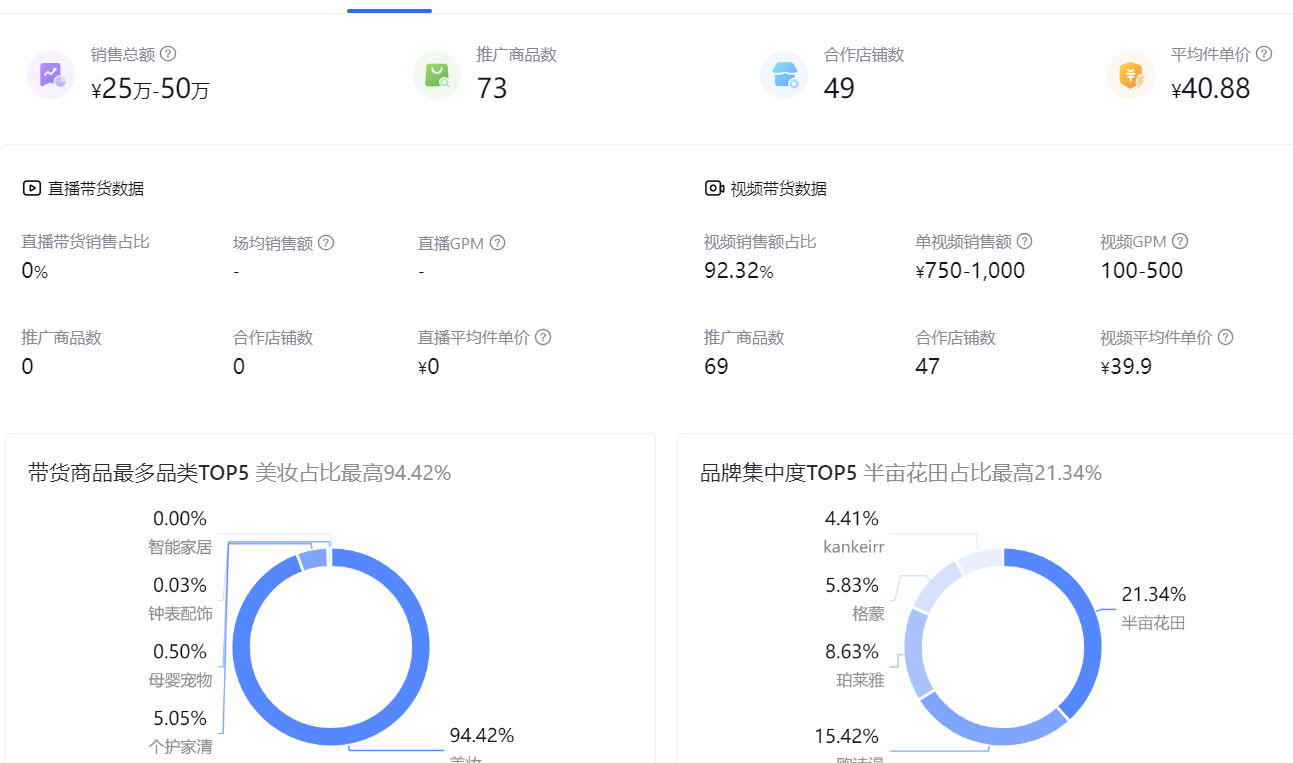 销售总额
¥25万-50万
推广商品数
73
合作店铺数
49
平均件单价
¥40.88
直播带货数据
直播带货销售占比
0%
场均销售额
-
直播GPM
-
推广商品数
0
合作店铺数
0
直播平均件单价
¥0
视频带货数据
视频销售额占比
92.32%
单视频销售额
¥750-1,000
视频GPM
100-500
推广商品数
69
合作店铺数
47
视频平均件单价
¥39.9
带货商品最多品类TOP5 美妆占比最高94.42%
0.00%
智能家居
0.03%
钟表配饰
0.50%
母婴宠物
5.05%
个护家清
94.42%
美妆
品牌集中度TOP5 半亩花田占比最高21.34%
4.41%
kankeirr
5.83%
格蒙
8.63%
珀莱雅
15.42%
21.34%
半亩花田